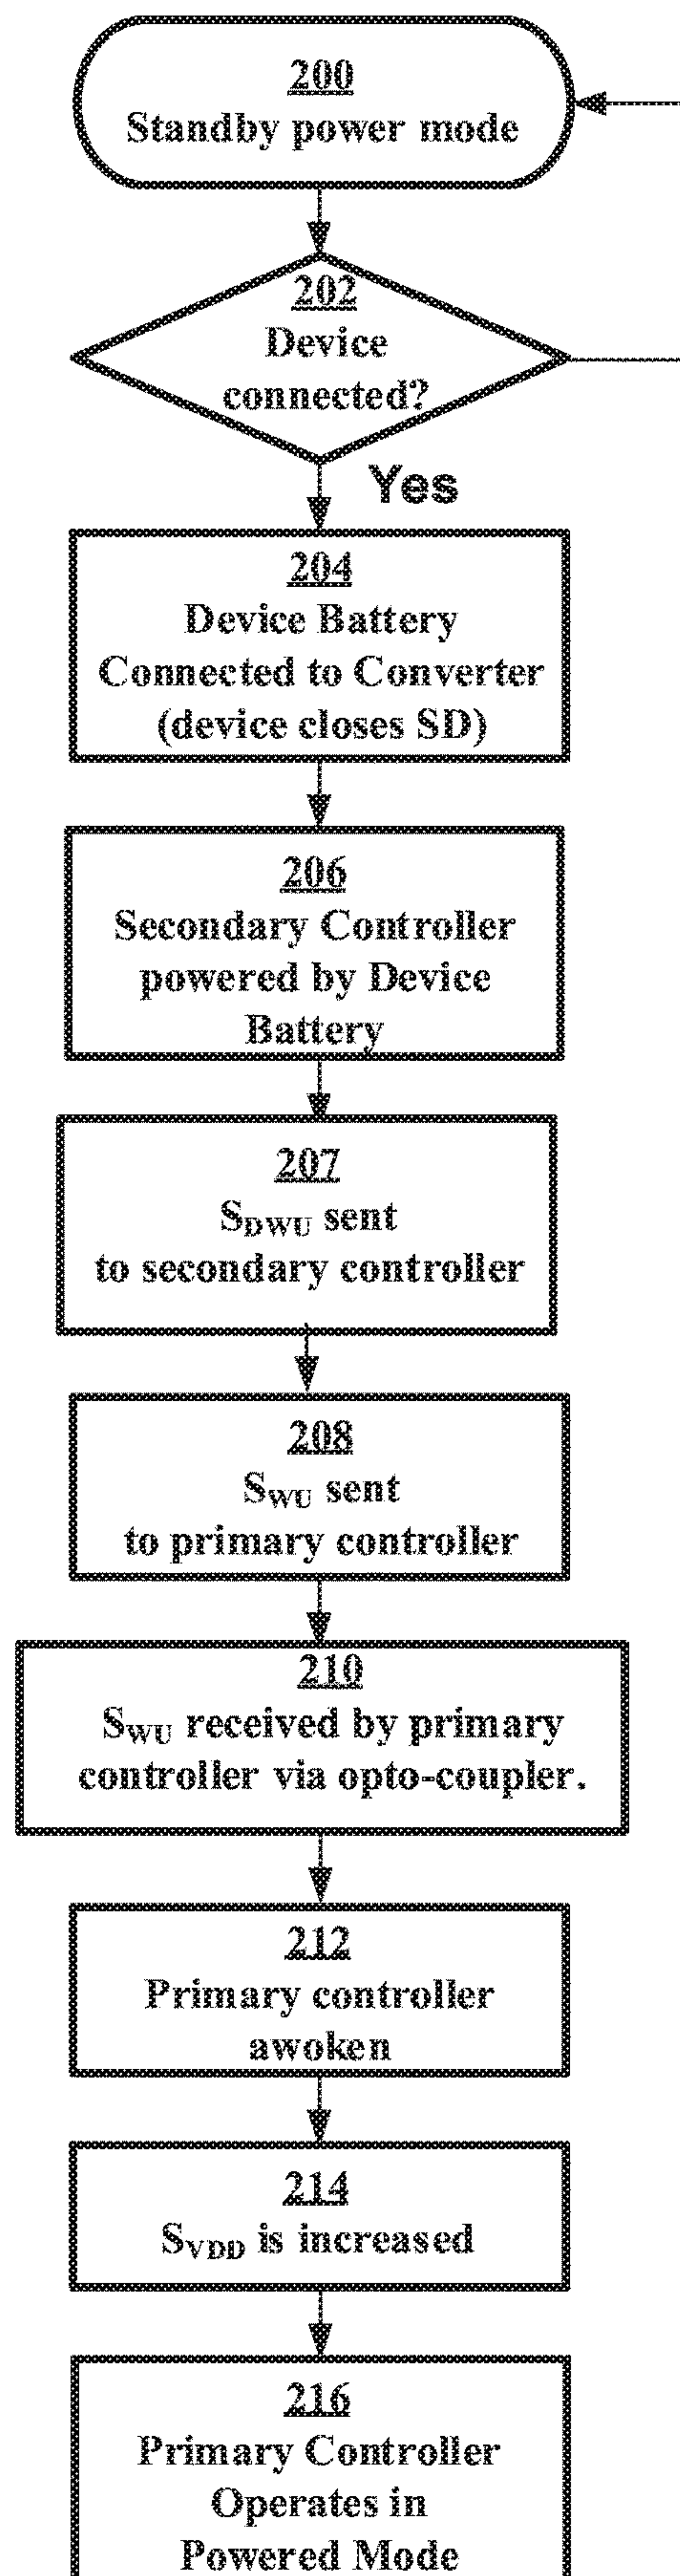 200
Standby power mode
202
Device
connected?
Yes
204
Device Battery
Connected to Converter
(device closes SD)
206
Secondary Controller
powered by Device
Battery
207
SDWU sent
to secondary controller
208
SWU sent
to primary controller
210
SWU received by primary
controller via opto-coupler.
212
Primary controller
awoken
214
SVDD is increased
216
Primary Controller
Operates in
Powered Mode